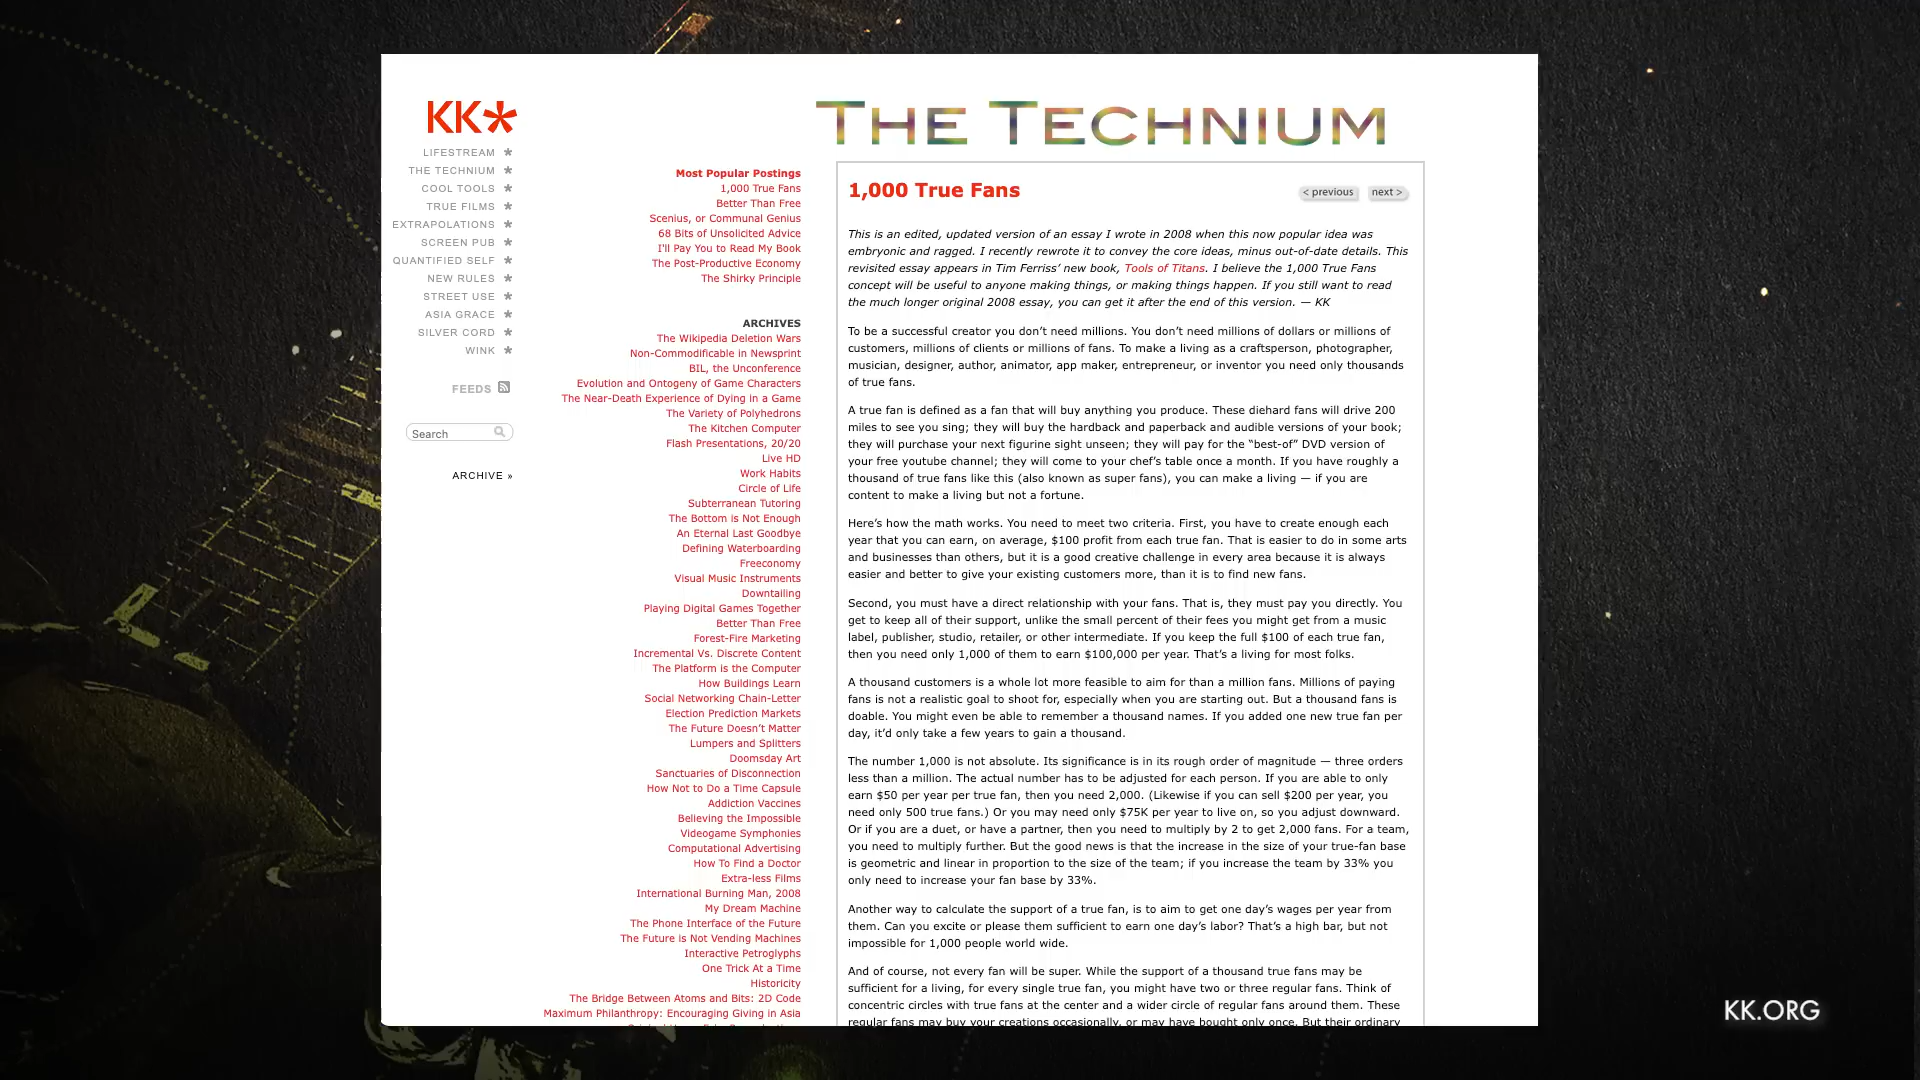 KK*
LIFESTREAM *
THE TECHNIUM *
COOL TOOLS *
TRUE FILMS *
EXTRAPOLATIONS *
SCREEN PUB *
QUANTIFIED SELF *
NEW RULES *
STREET USE *
ASIA GRACE *
SILVER CORD *
WINK *
FEEDS
Search
ARCHIVE »
THE TECHNIUM
Most Popular Postings
1,000 True Fans
Better Than Free
Scenius, or Communal Genius
68 Bits of Unsolicited Advice
I'll Pay You to Read My Book
The Post-Productive Economy
The Shirky Principle
ARCHIVES
The Wikipedia Deletion Wars
Non-Commodificable in Newsprint
BIL, the Unconference
Evolution and Ontogeny of Game Characters
The Near-Death Experience of Dying in a Game
The Variety of Polyhedrons
The Kitchen Computer
Flash Presentations, 20/20
Live HD
Work Habits
Circle of Life
Subterranean Tutoring
The Bottom is Not Enough
An Eternal Last Goodbye
Defining Waterboarding
Freeconomy
Visual Music Instruments
Downtailing
Playing Digital Games Together
Better Than Free
Forest-Fire Marketing
Incremental Vs. Discrete Content
The Platform is the Computer
How Buildings Learn
Social Networking Chain-Letter
Election Prediction Markets
The Future Doesn't Matter
Lumpers and Splitters
Doomsday Art
Sanctuaries of Disconnection
How Not to Do a Time Capsule
Addiction Vaccines
Believing the Impossible
Videogame Symphonies
Computational Advertising
How To Find a Doctor
Extra-less Films
International Burning Man, 2008
My Dream Machine
The Phone Interface of the Future
The Future is Not Vending Machines
Interactive Petroglyphs
One Trick At a Time
Historicity
The Bridge Between Atoms and Bits: 2D Code
Maximum Philanthropy: Encouraging Giving in Asia
1,000 True Fans
< previous next >
This is an edited, updated version of an essay I wrote in 2008 when this now popular idea was
embryonic and ragged. I recently rewrote it to convey the core ideas, minus out-of-date details. This
revisited essay appears in Tim Ferriss' new book, Tools of Titans. I believe the 1,000 True Fans
concept will be useful to anyone making things, or making things happen. If you still want to read
the much longer original 2008 essay, you can get it after the end of this version. — KK
To be a successful creator you don't need millions. You don't need millions of dollars or millions of
customers, millions of clients or millions of fans. To make a living as a craftsperson, photographer,
musician, designer, author, animator, app maker, entrepreneur, or inventor you need only thousands
of true fans.
A true fan is defined as a fan that will buy anything you produce. These diehard fans will drive 200
miles to see you sing; they will buy the hardback and paperback and audible versions of your book;
they will purchase your next figurine sight unseen; they will pay for the “best-of” DVD version of
your free youtube channel; they will come to your chef's table once a month. If you have roughly a
thousand of true fans like this (also known as super fans), you can make a living — if you are
content to make a living but not a fortune.
Here's how the math works. You need to meet two criteria. First, you have to create enough each
year that you can earn, on average, $100 profit from each true fan. That is easier to do in some arts
and businesses than others, but it is a good creative challenge in every area because it is always
easier and better to give your existing customers more, than it is to find new fans.
Second, you must have a direct relationship with your fans. That is, they must pay you directly. You
get to keep all of their support, unlike the small percent of their fees you might get from a music
label, publisher, studio, retailer, or other intermediate. If you keep the full $100 of each true fan,
then you need only 1,000 of them to earn $100,000 per year. That's a living for most folks.
A thousand customers is a whole lot more feasible to aim for than a million fans. Millions of paying
fans is not a realistic goal to shoot for, especially when you are starting out. But a thousand fans is
doable. You might even be able to remember a thousand names. If you added one new true fan per
day, it'd only take a few years to gain a thousand.
The number 1,000 is not absolute. Its significance is in its rough order of magnitude — three orders
less than a million. The actual number has to be adjusted for each person. If you are able to only
earn $50 per year per true fan, then you need 2,000. (Likewise if you can sell $200 per year, you
need only 500 true fans.) Or you may need only $75K per year to live on, so you adjust downward.
Or if you are a duet, or have a partner, then you need to multiply by 2 to get 2,000 fans. For a team,
you need to multiply further. But the good news is that the increase in the size of your true-fan base
is geometric and linear in proportion to the size of the team; if you increase the team by 33% you
only need to increase your fan base by 33%.
Another way to calculate the support of a true fan, is to aim to get one day's wages per year from
them. Can you excite or please them sufficient to earn one day's labor? That's a high bar, but not
impossible for 1,000 people world wide.
And of course, not every fan will be super. While the support of a thousand true fans may be
sufficient for a living, for every single true fan, you might have two or three regular fans. Think of
concentric circles with true fans at the center and a wider circle of regular fans around them. These
regular fans may buy your creations occasionally, or may have bought only once. But their ordinary
KK.ORG